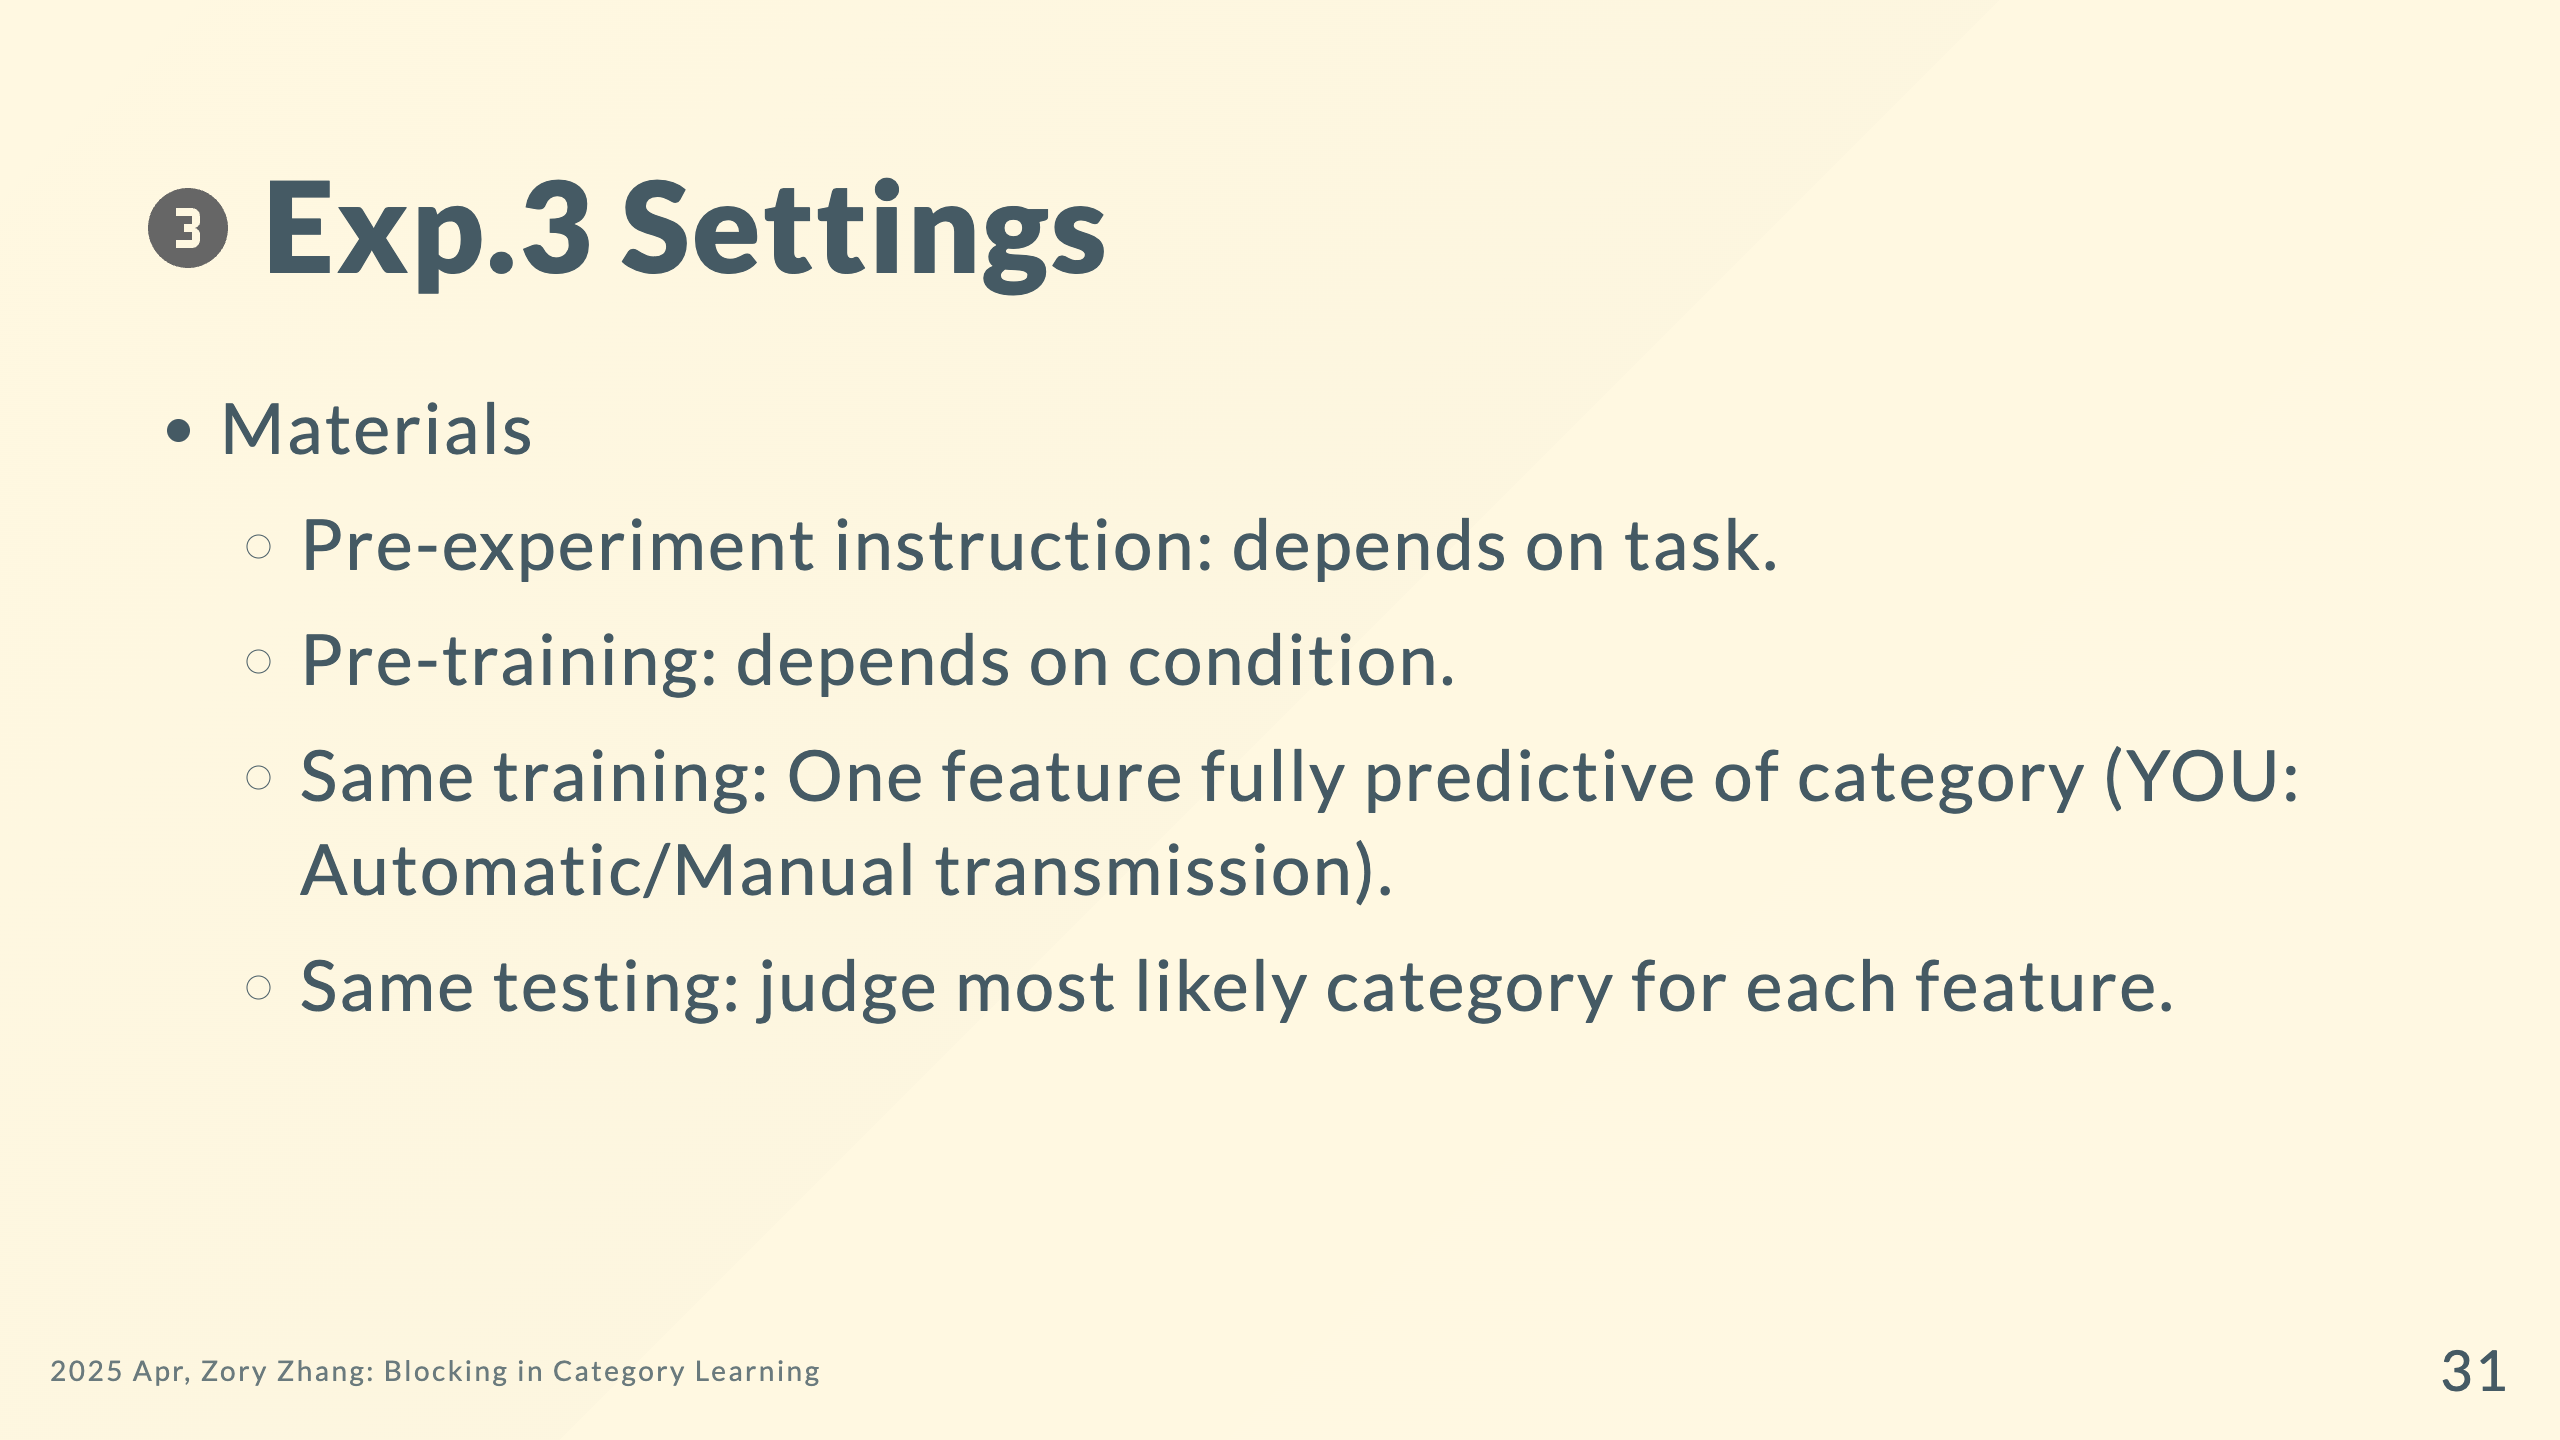 ❸ Exp.3 Settings
• Materials
○ Pre-experiment instruction: depends on task.
○ Pre-training: depends on condition.
○ Same training: One feature fully predictive of category (YOU:
Automatic/Manual transmission).
○ Same testing: judge most likely category for each feature.
2025 Apr, Zory Zhang: Blocking in Category Learning
31